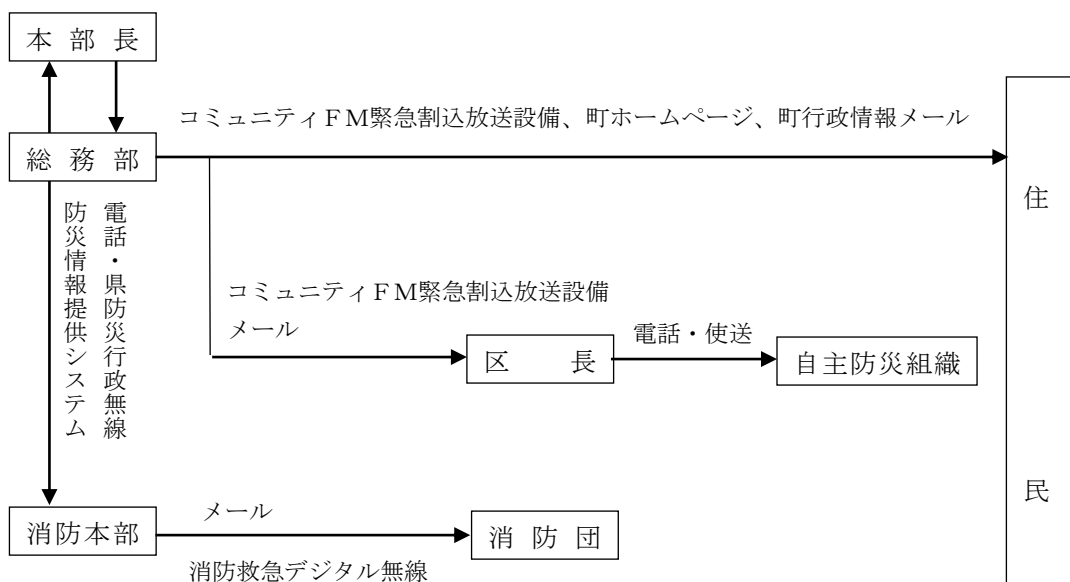 本部長
コミュニティＦＭ緊急割込放送設備、町ホームページ、町行政情報メール
総務部
住
民
電話・県防災行政無線
防災情報提供システム
コミュニティＦＭ緊急割込放送設備
メール
区長
電話・使送
自主防災組織
消防本部
メール
消防救急デジタル無線
消防団